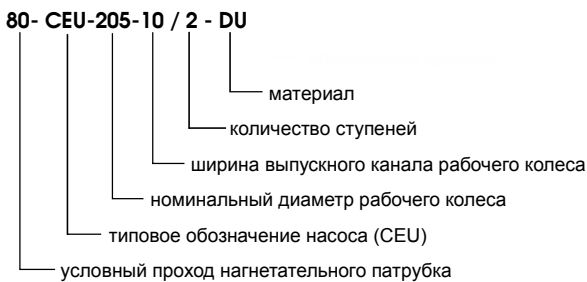 80- CEU-205-10 / 2 - DU
материал
количество ступеней
ширина выпускного канала рабочего колеса
номинальный диаметр рабочего колеса
типовое обозначение насоса (CEU)
условный проход нагнетательного патрубка